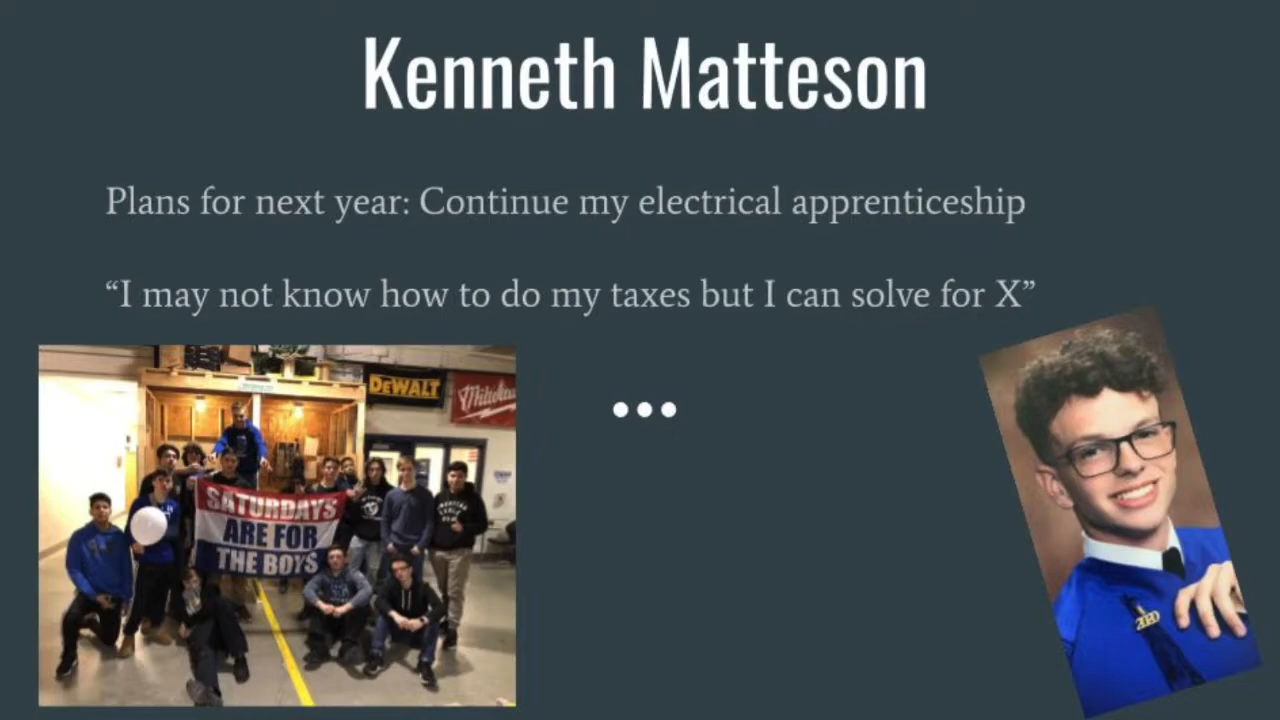 Kenneth Matteson
Plans for next year: Continue my electrical apprenticeship
“I may not know how to do my taxes but I can solve for X”
DEWALT
SATURDAYS
ARE FOR
THE BOYS
2020